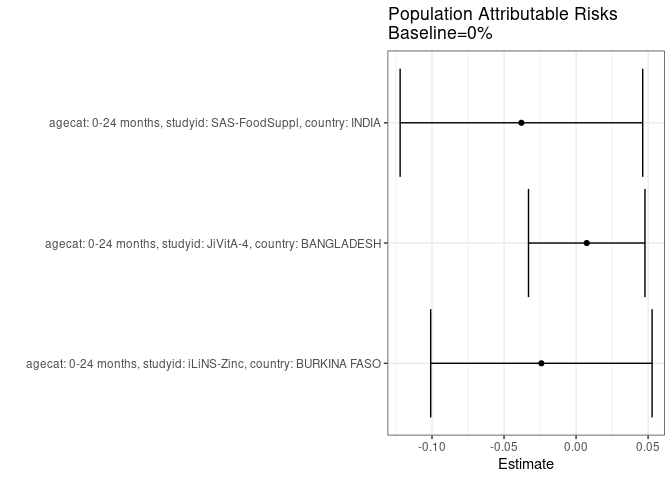 Population Attributable Risks
Baseline=0%
agecat: 0-24 months, studyid: SAS-FoodSuppl, country: INDIA
agecat: 0-24 months, studyid: JiVitA-4, country: BANGLADESH
agecat: 0-24 months, studyid: iLiNS-Zinc, country: BURKINA FASO
-0.10 -0.05 0.00 0.05
Estimate